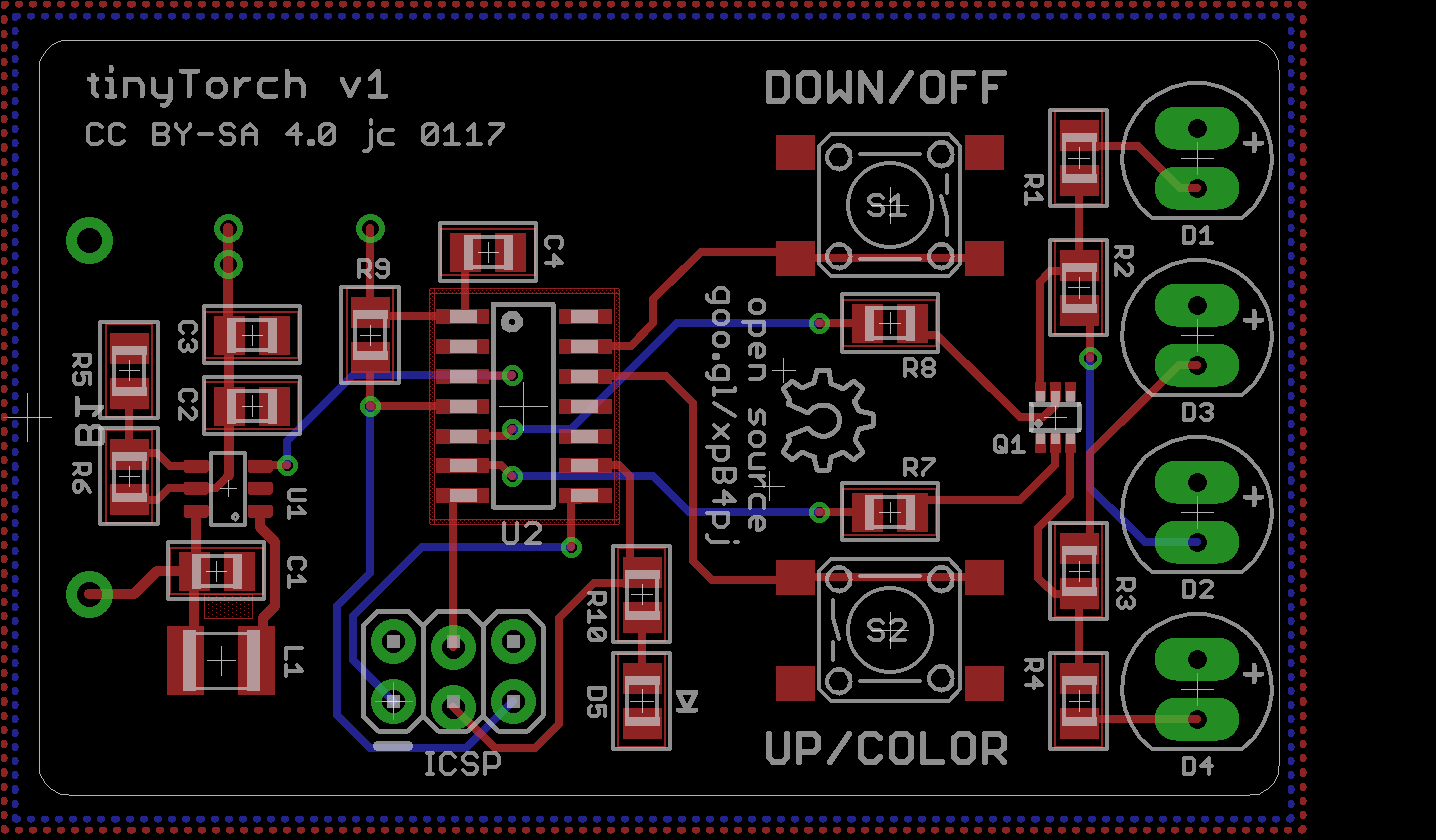 tinyTorch v1
CC BY-SA 4.0 jc 0117
DOWN/OFF
S1
R1
D1
R2
C4
R9
C3
D3
R8
open source
goo.gl/xpB4pj
R5
C2
BT1
Q1
R6
R7
U1
U2
D2
C1
R10
R3
S2
L1
R4
D5
UP/COLOR
ICSP
D4